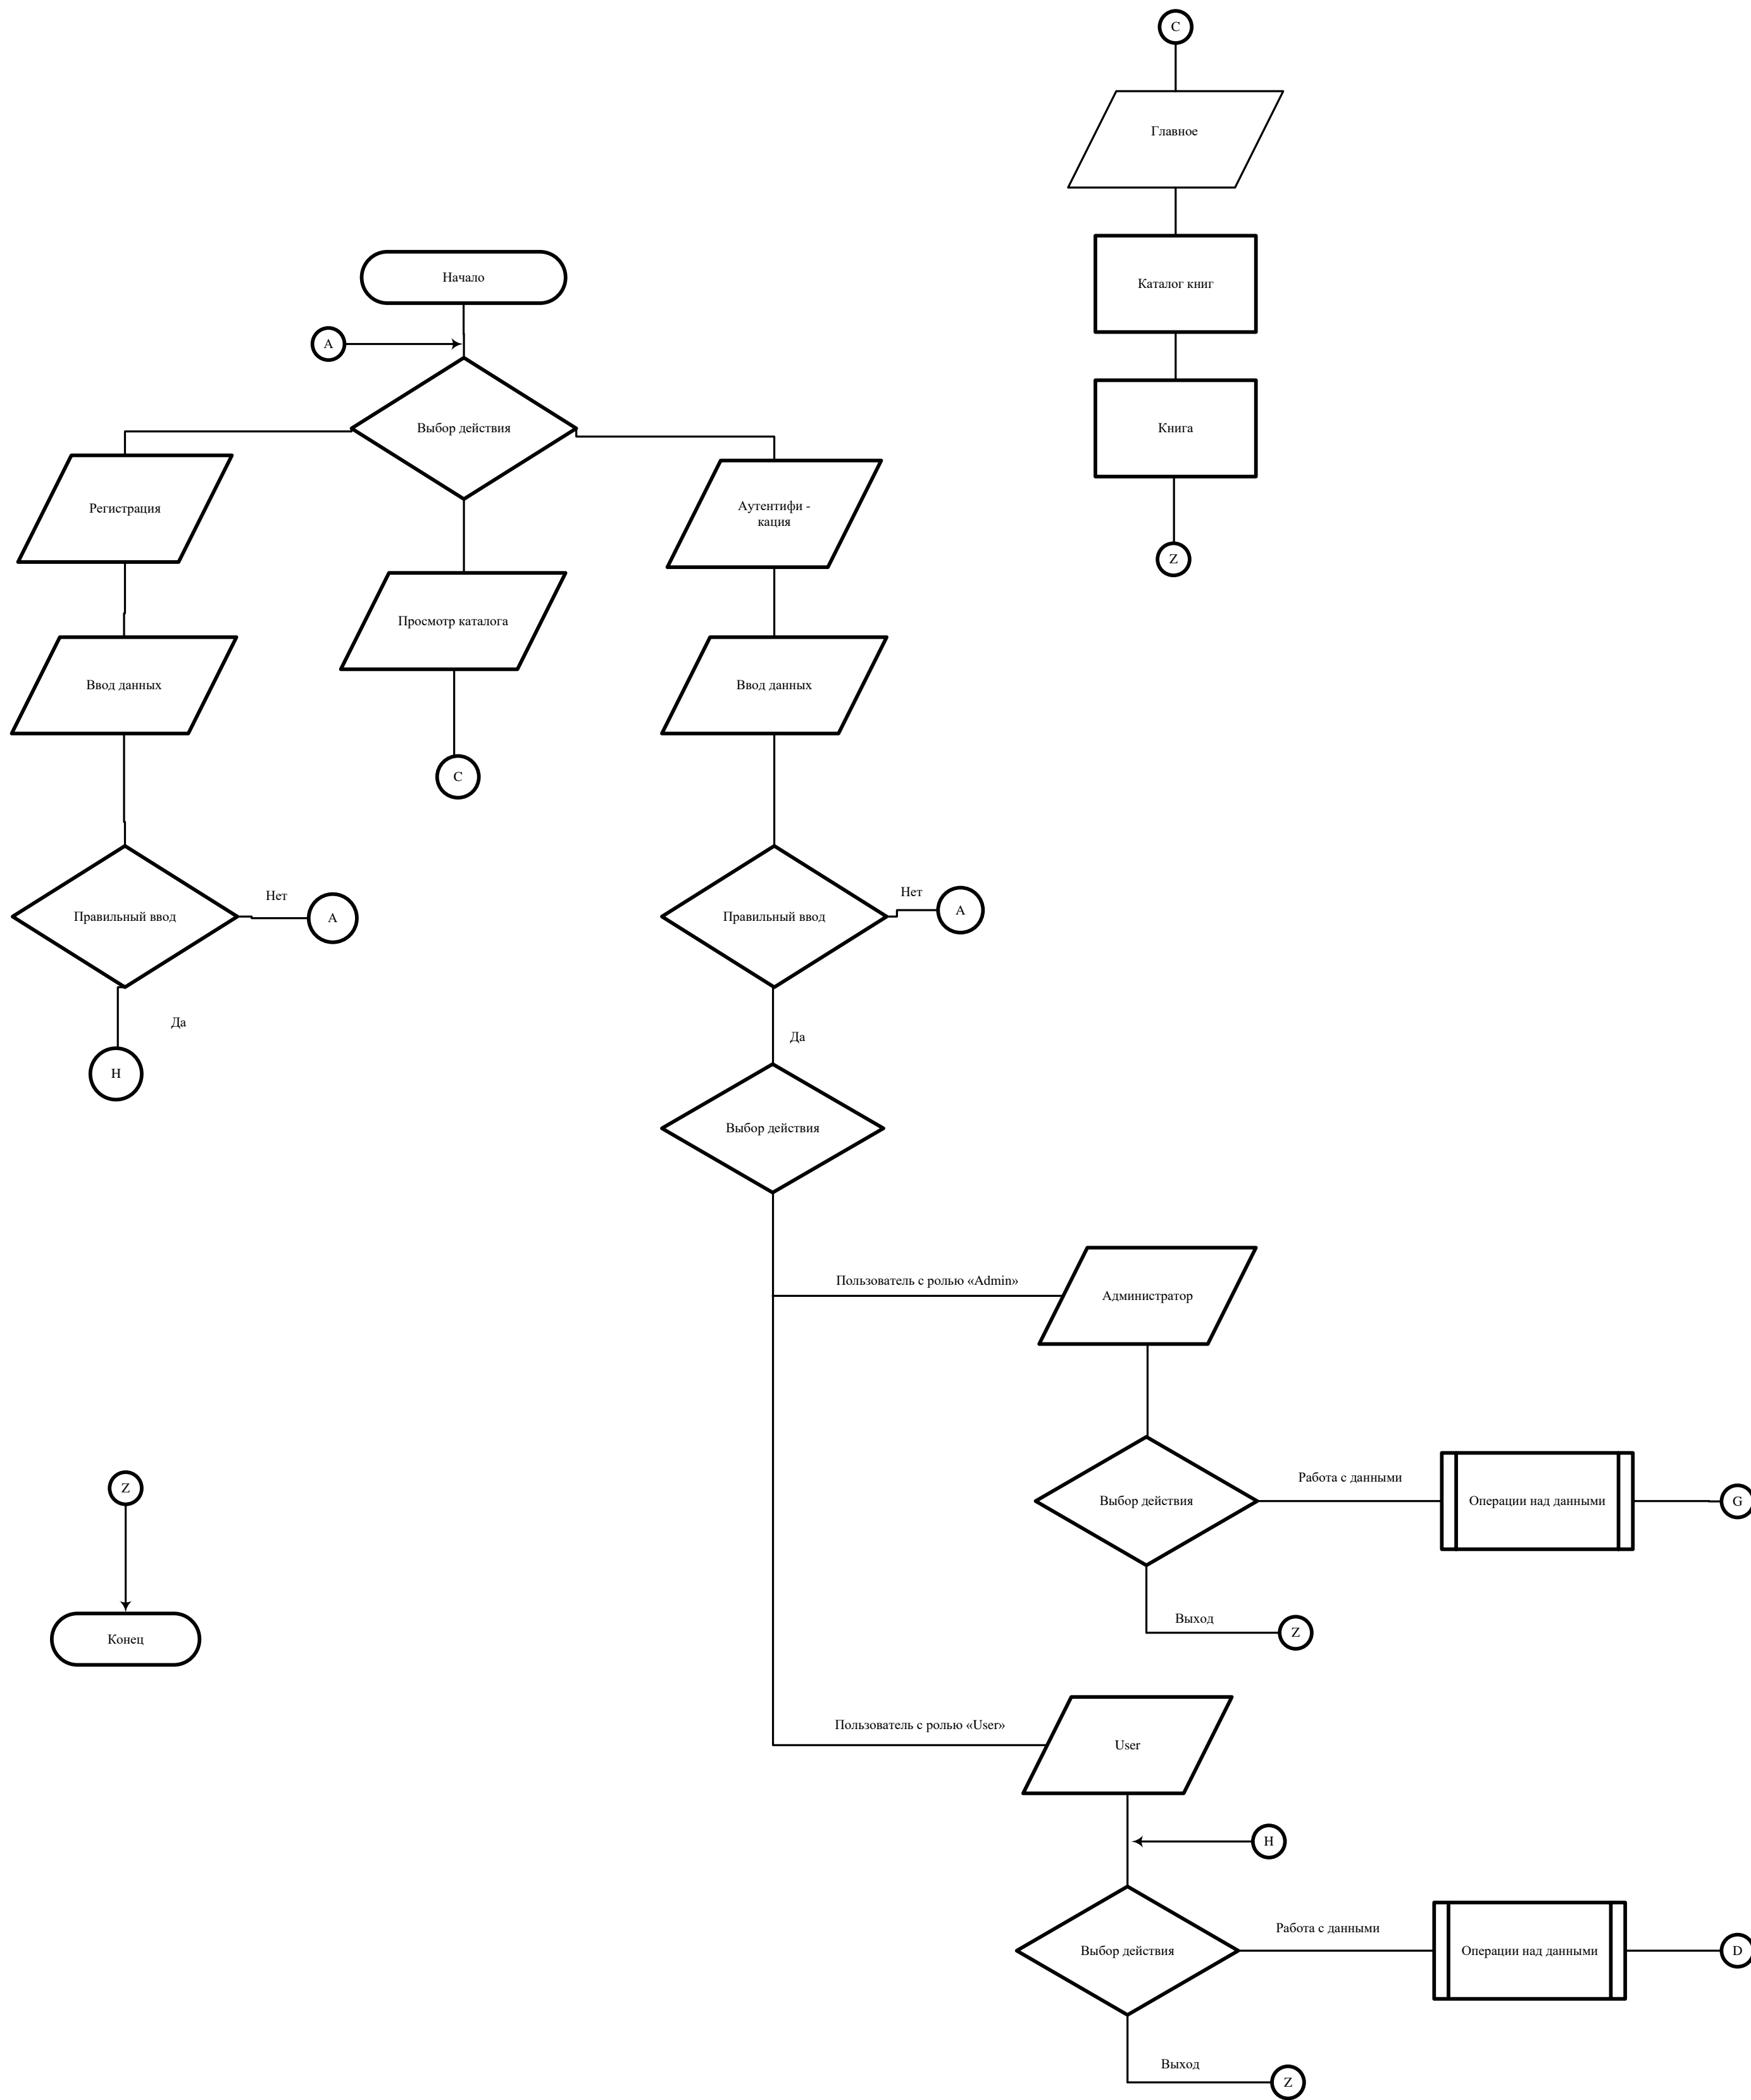 C
Главное
Каталог книг
Книга
Z
Начало
A
Выбор действия
Регистрация
Аутентифи -
кация
Просмотр каталога
Ввод данных
Ввод данных
C
Правильный ввод
Нет
A
Правильный ввод
Нет
A
Да
H
Да
Выбор действия
Пользователь с ролью «Admin»
Администратор
Выбор действия
Работа с данными
Операции над данными
G
Выход
Z
Z
Конец
Пользователь с ролью «User»
User
H
Выбор действия
Работа с данными
Операции над данными
D
Выход
Z